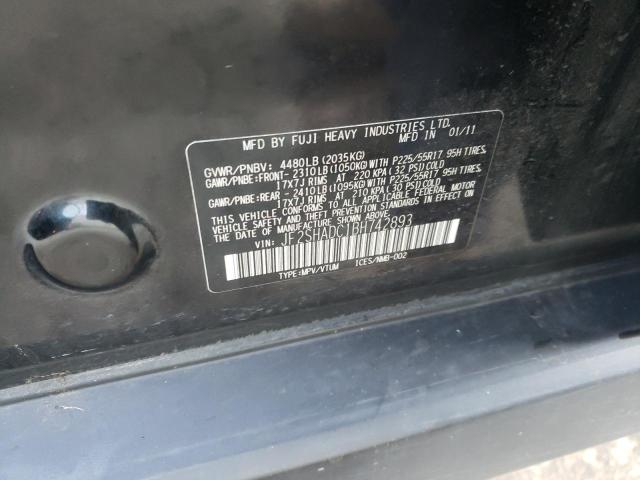 MFD BY FUJI HEAVY INDUSTRIES LTD.
MFD IN 01/11
GVWR/PNBV: 4480LB (2035KG)
GAWR/PNBE:FRONT- 2310LB (1050KG) WITH P225/55R17 95H TIRES,
17X7J RIMS AT 220 KPA ( 32 PSI) COLD
GAWR/PNBE:REAR - 2410LB (1095KG) WITH P225/55R17 95H TIRES,
17X7J RIMS AT 210 KPA ( 30 PSI) COLD
THIS VEHICLE CONFORMS TO ALL APPLICABLE FEDERAL MOTOR
VEHICLE SAFETY STANDARDS IN EFFECT ON THE DATE OF
MANUFACTURE SHOWN ABOVE.
VIN: JF2SHADC1BH742893
TYPE:MPV/VTUM ICES/NMB-002